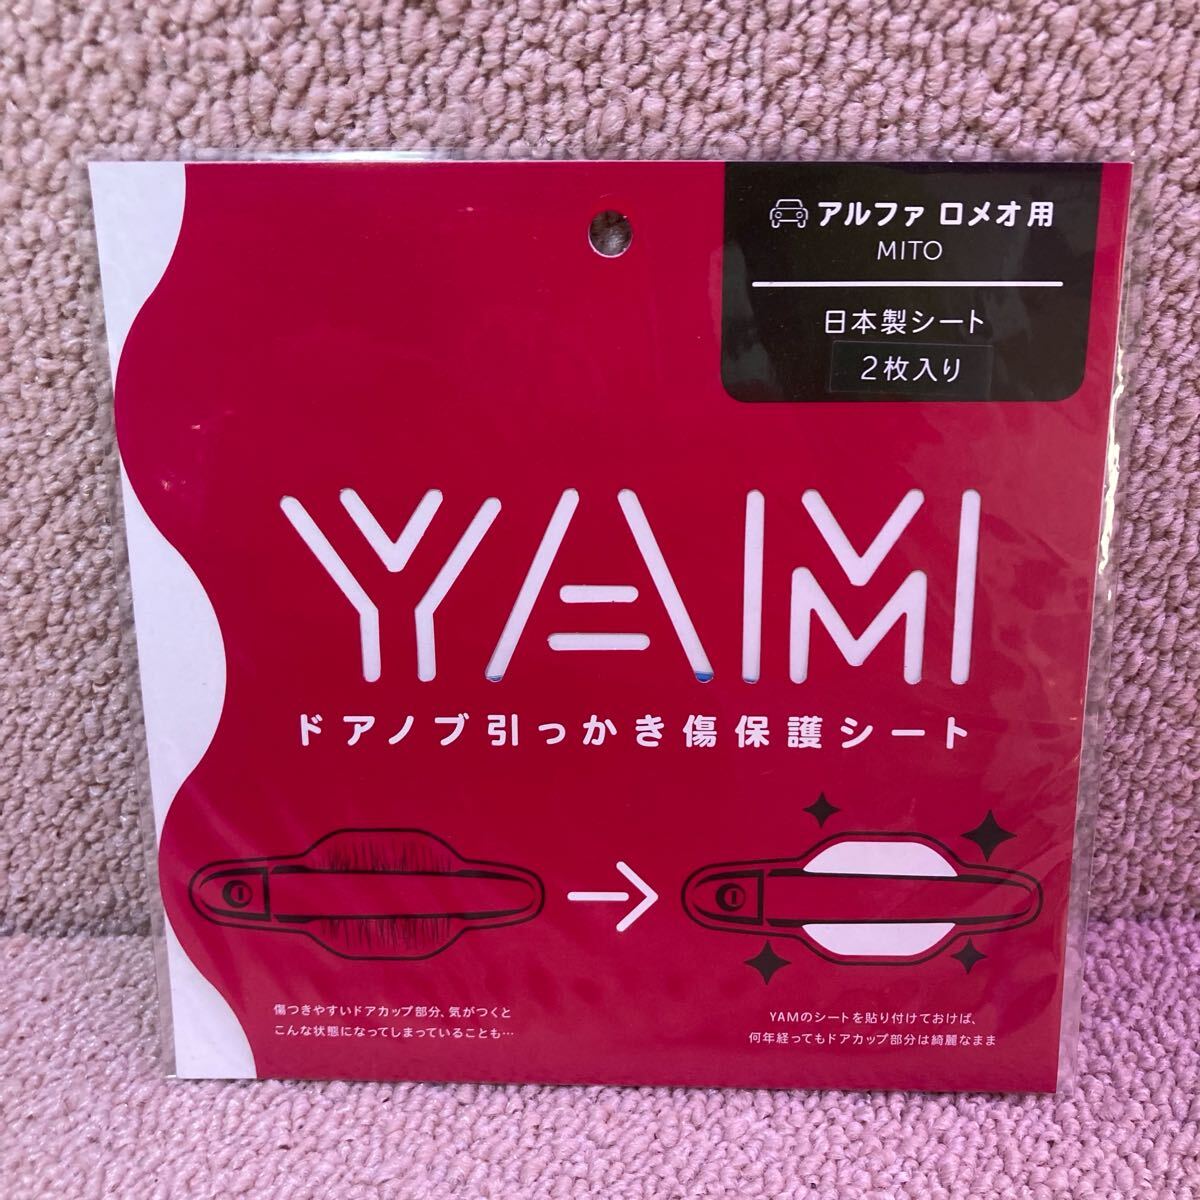 アルファ ロメオ用
MITO
日本製シート
2枚入り
YAM
ドアノブ引っかき傷保護シート
傷つきやすいドアカップ部分、気がつくと
こんな状態になってしまっていることも…
YAMのシートを貼り付けておけば、
何年経ってもドアカップ部分は綺麗なまま